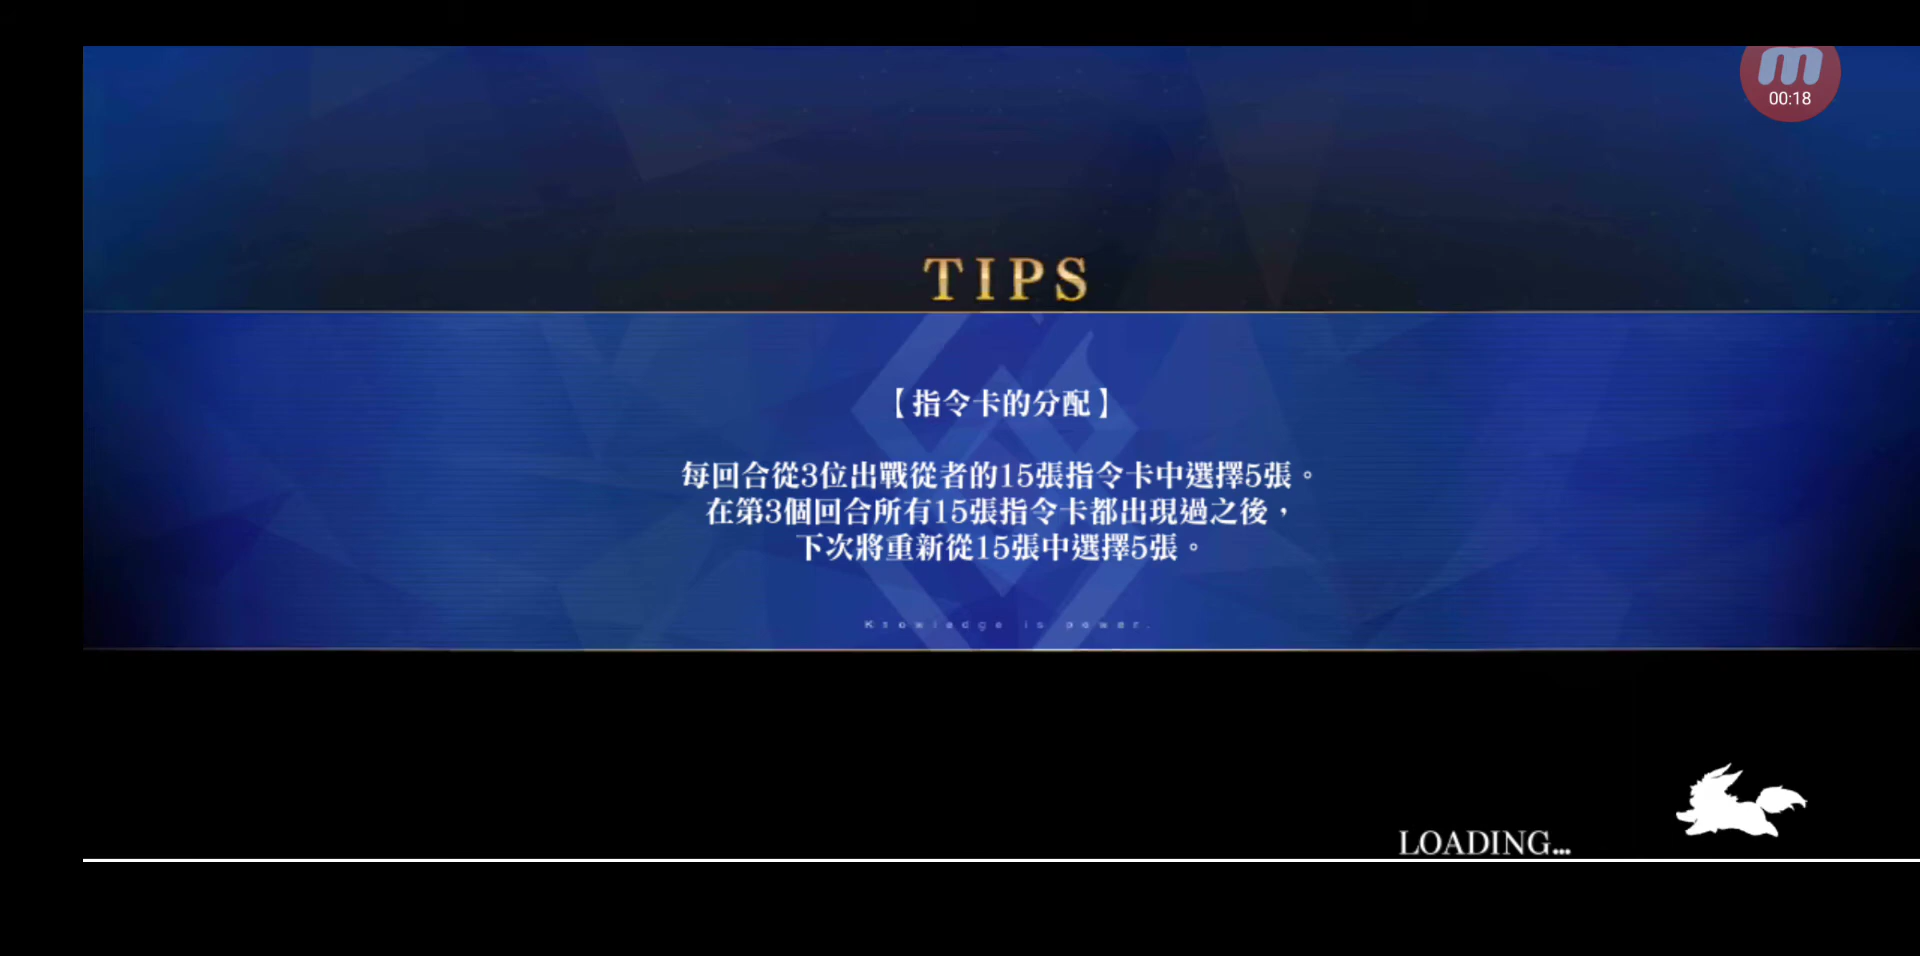 00:18
TIPS
【指令卡的分配】
每回合從3位出戰從者的15張指令卡中選擇5張。
在第3個回合所有15張指令卡都出現過之後，
下次將重新從15張中選擇5張。
Knowledge is power.
LOADING...